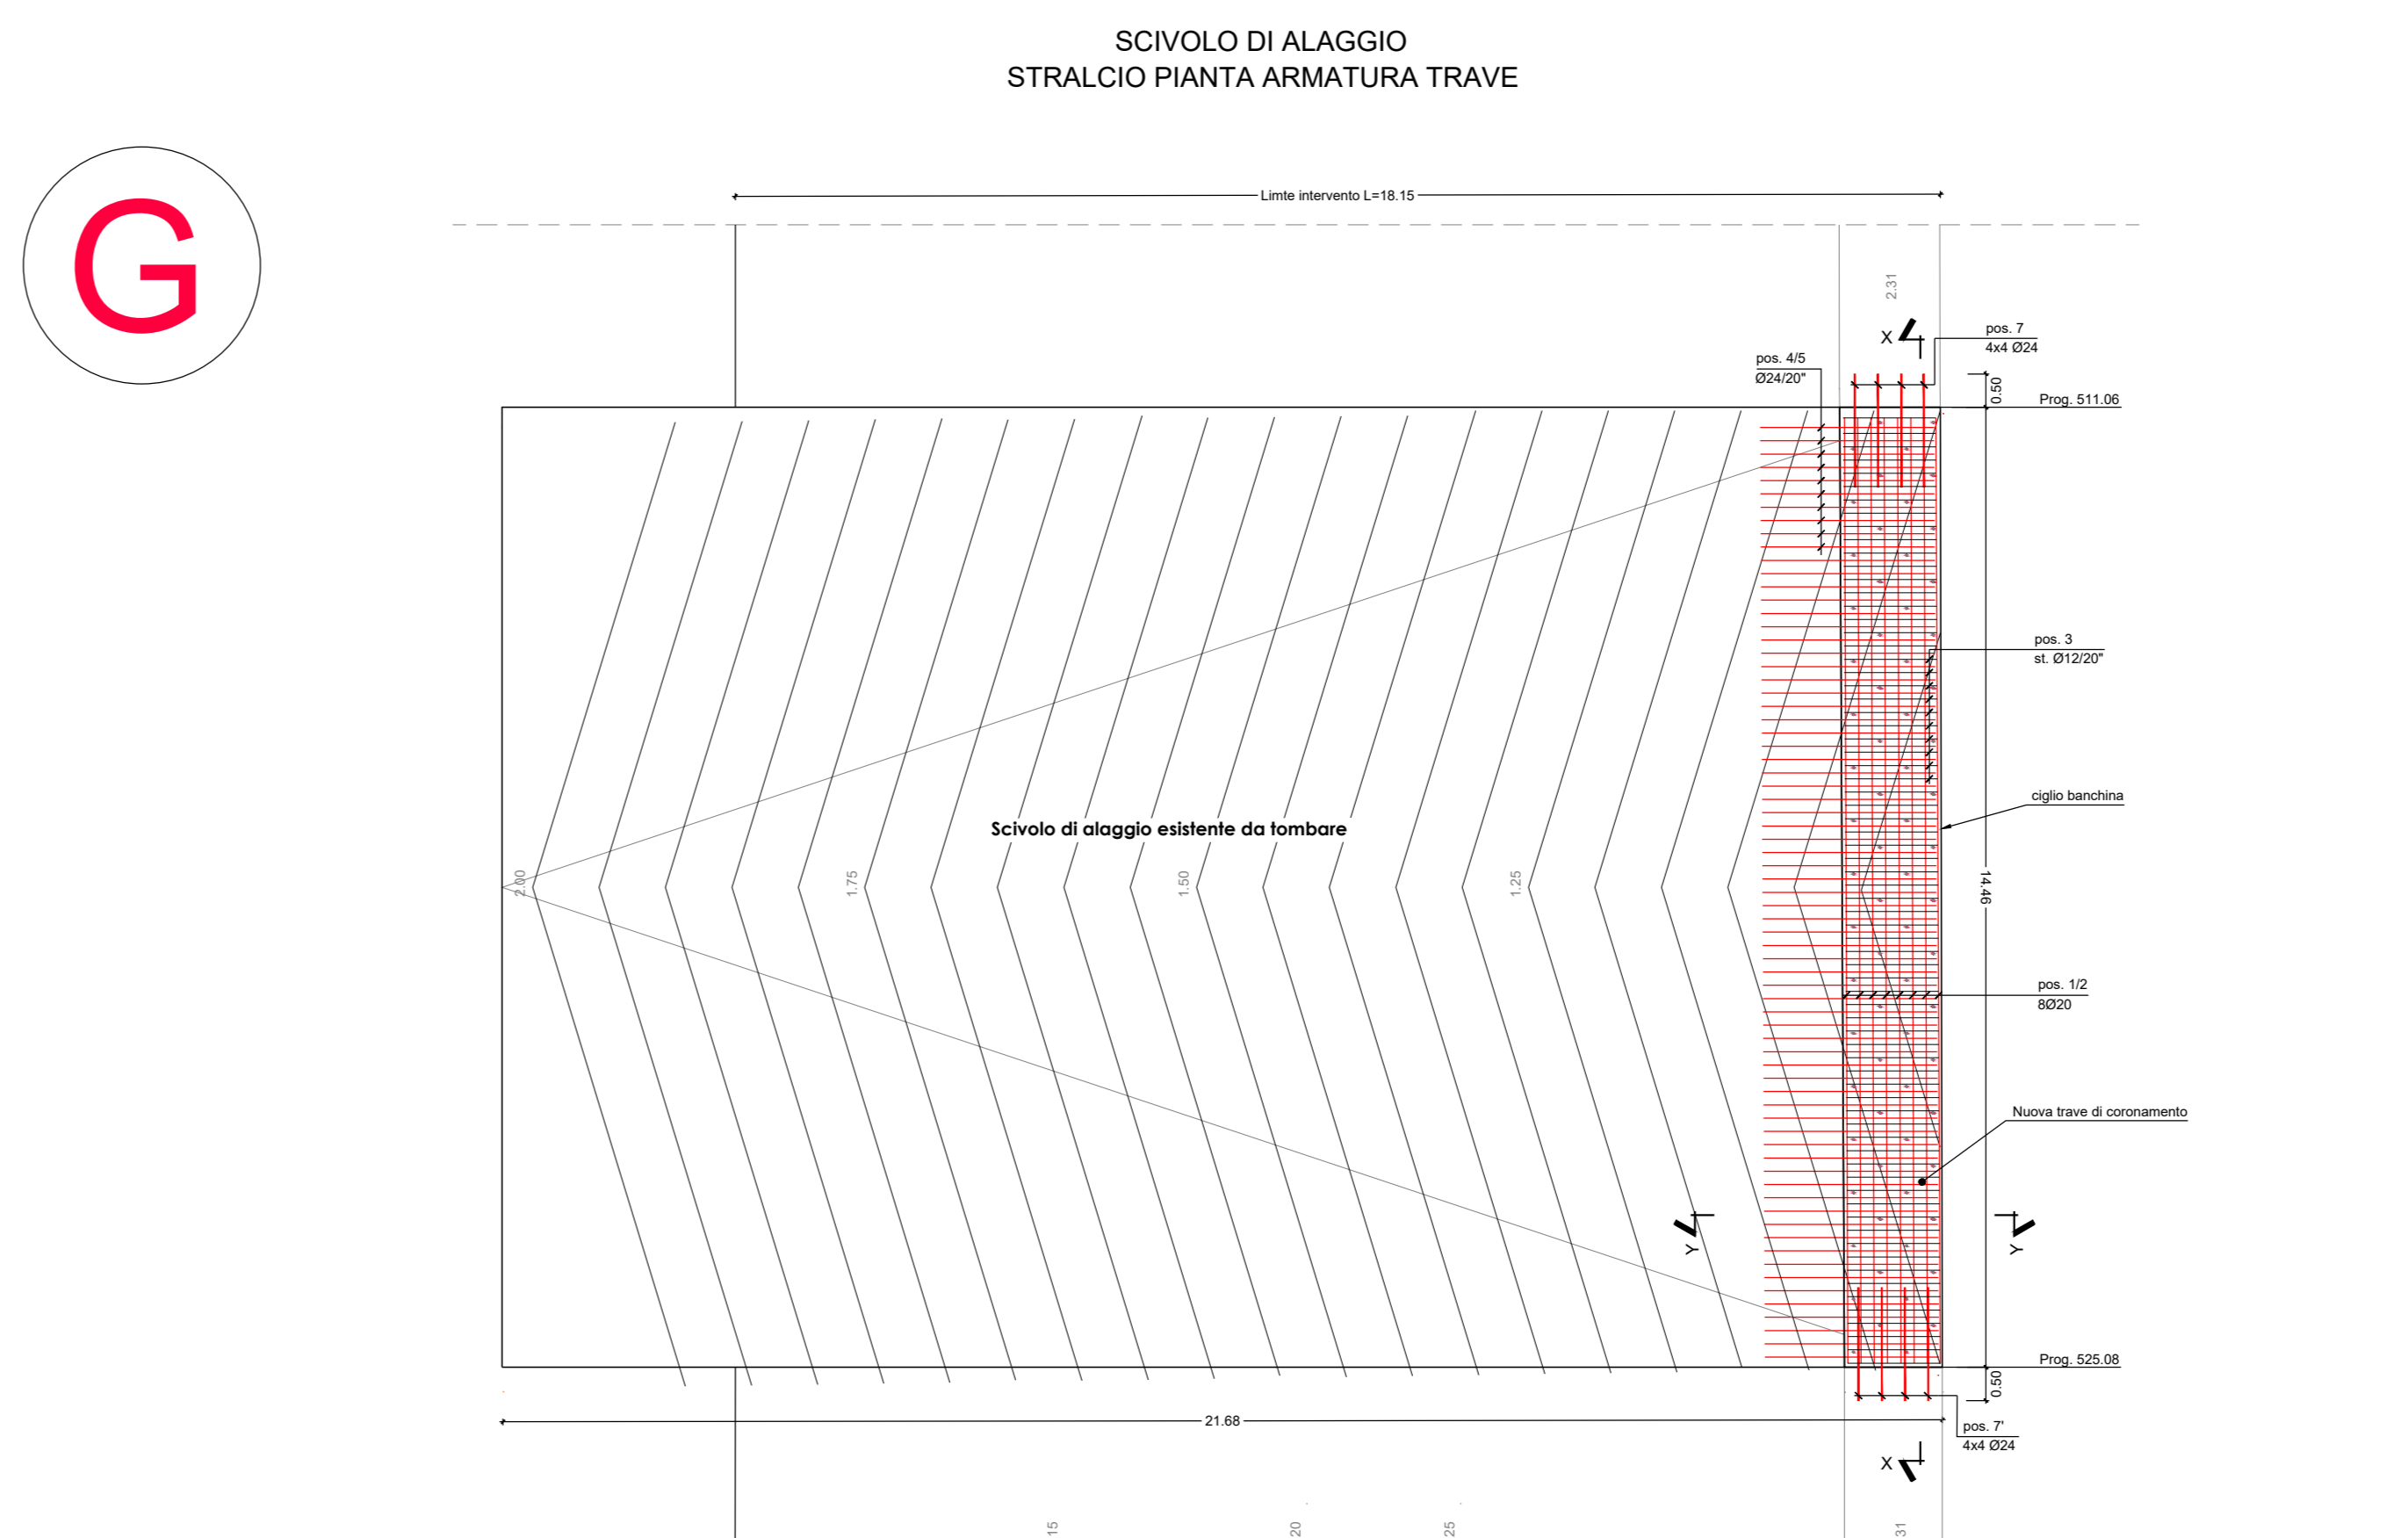 SCIVOLO DI ALAGGIO
STRALCIO PIANTA ARMATURA TRAVE
G
Limte intervento L=18.15
2.31
X
pos. 7
4x4 Ø24
pos. 4/5
Ø24/20"
0.50
Prog. 511.06
pos. 3
st. Ø12/20"
ciglio banchina
Scivolo di alaggio esistente da tombare
2.00
1.75
1.50
1.25
14.46
pos. 1/2
8Ø20
Nuova trave di coronamento
Y
Y
Prog. 525.08
0.50
21.68
pos. 7'
4x4 Ø24
X
15
20
25
31